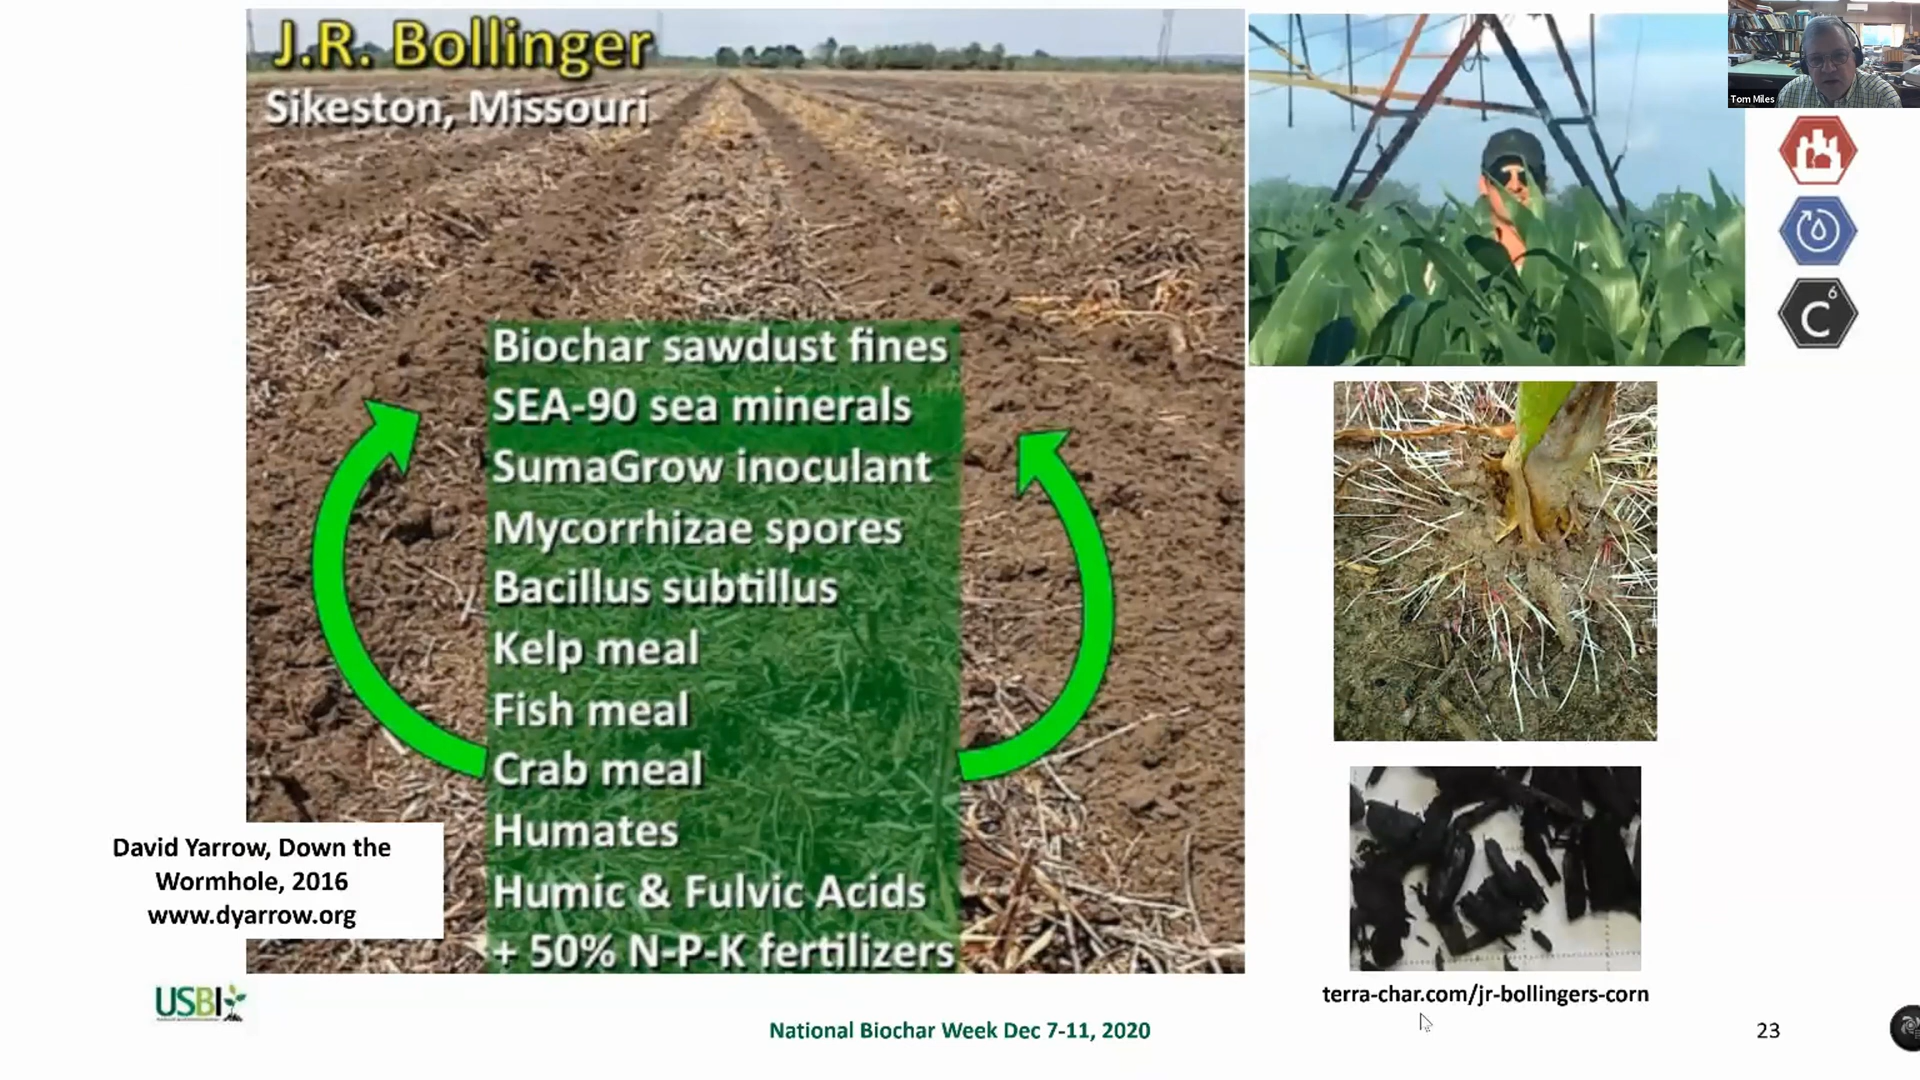 J.R. Bollinger
Sikeston, Missouri
Tom Miles
C 6
Biochar sawdust fines
SEA-90 sea minerals
SumaGrow inoculant
Mycorrhizae spores
Bacillus subtillus
Kelp meal
Fish meal
Crab meal
Humates
Humic & Fulvic Acids
+ 50% N-P-K fertilizers
David Yarrow, Down the
Wormhole, 2016
www.dyarrow.org
USBI
terra-char.com/jr-bollingers-corn
National Biochar Week Dec 7-11, 2020
23